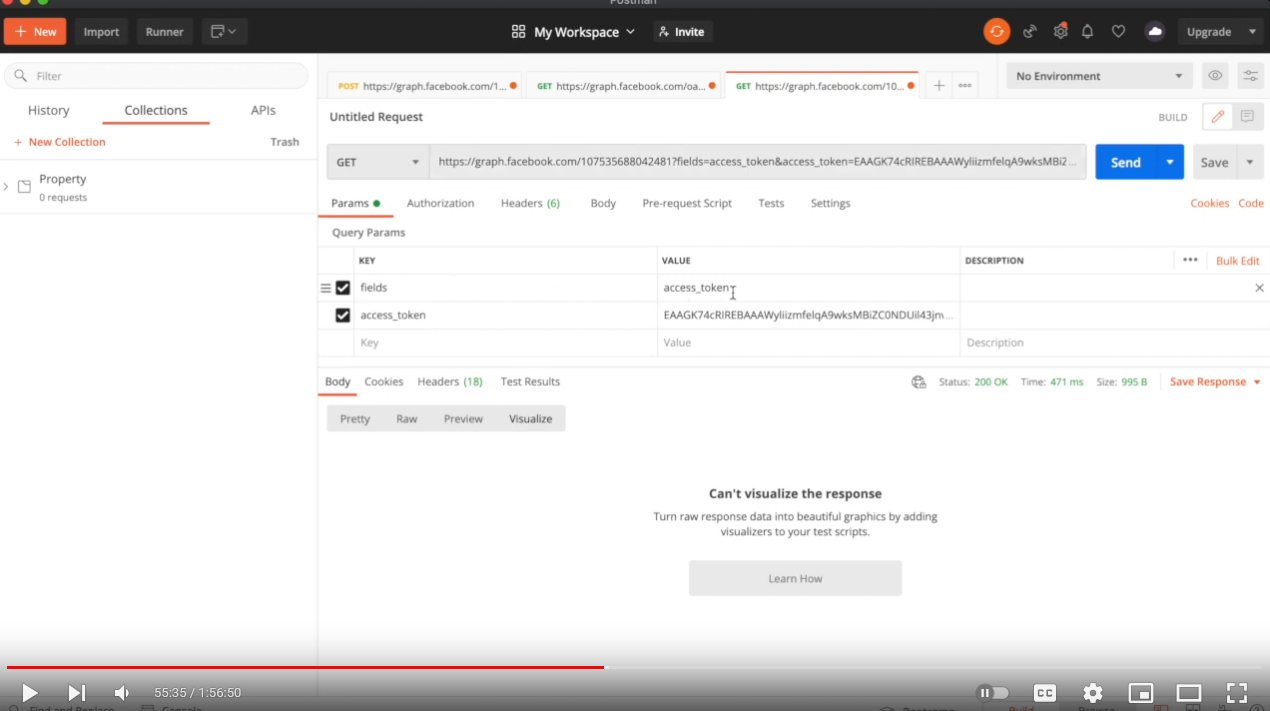 Postman
New Import Runner My Workspace Invite Upgrade
Filter
History Collections APIs
+ New Collection Trash
Property
0 requests
POST https://graph.facebook.com/1... GET https://graph.facebook.com/oa... GET https://graph.facebook.com/10... No Environment
Untitled Request BUILD
GET https://graph.facebook.com/107535688042481?fields=access_token&access_token= Send Save
Params Authorization Headers (6) Body Pre-request Script Tests Settings Cookies Code
Query Params
KEY VALUE DESCRIPTION ••• Bulk Edit
fields access_token
access_token
Key Value Description
Body Cookies Headers (18) Test Results Status: 200 OK Time: 471 ms Size: 995 B Save Response
Pretty Raw Preview Visualize
Can't visualize the response
Turn raw response data into beautiful graphics by adding
visualizers to your test scripts.
Learn How
55:35 / 1:56:50 CC
Find and Replace Console Bootcamp Build Browse